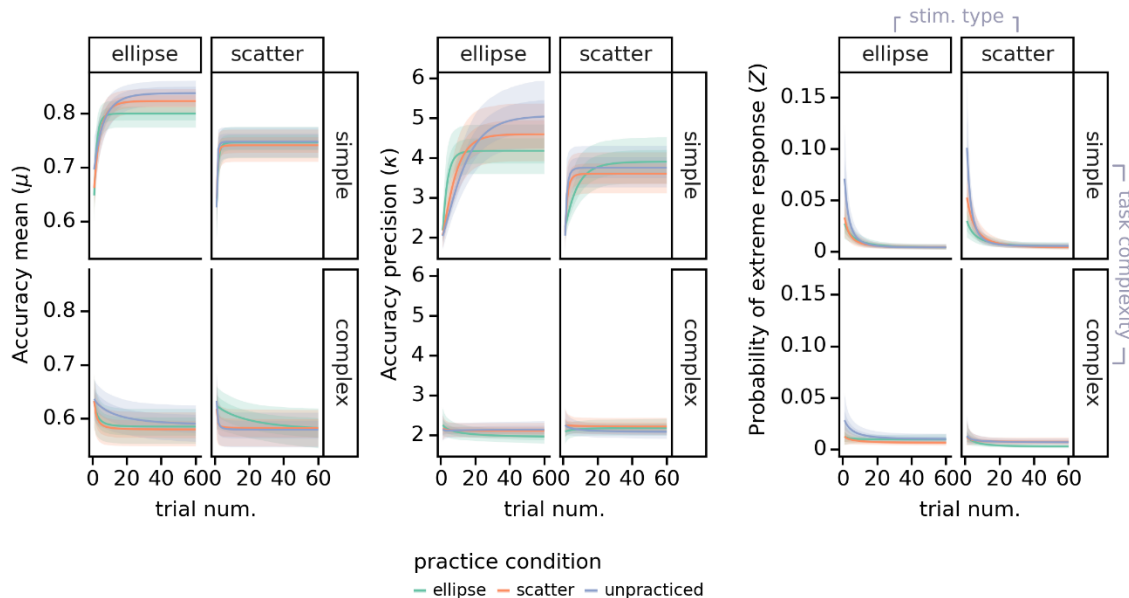 stim. type
ellipse scatter
ellipse scatter
ellipse scatter
Accuracy mean (μ)
0.8
0.7
0.6
simple
0.8
0.7
0.6
complex
0 20 40 60 0 20 40 60
trial num.
Accuracy precision (κ)
6
5
4
3
2
simple
6
5
4
3
2
complex
0 20 40 60 0 20 40 60
trial num.
Probability of extreme response (Z)
0.15
0.10
0.05
0
simple
0.15
0.10
0.05
0
complex
0 20 40 60 0 20 40 60
trial num.
task complexity
practice condition
ellipse scatter unpracticed